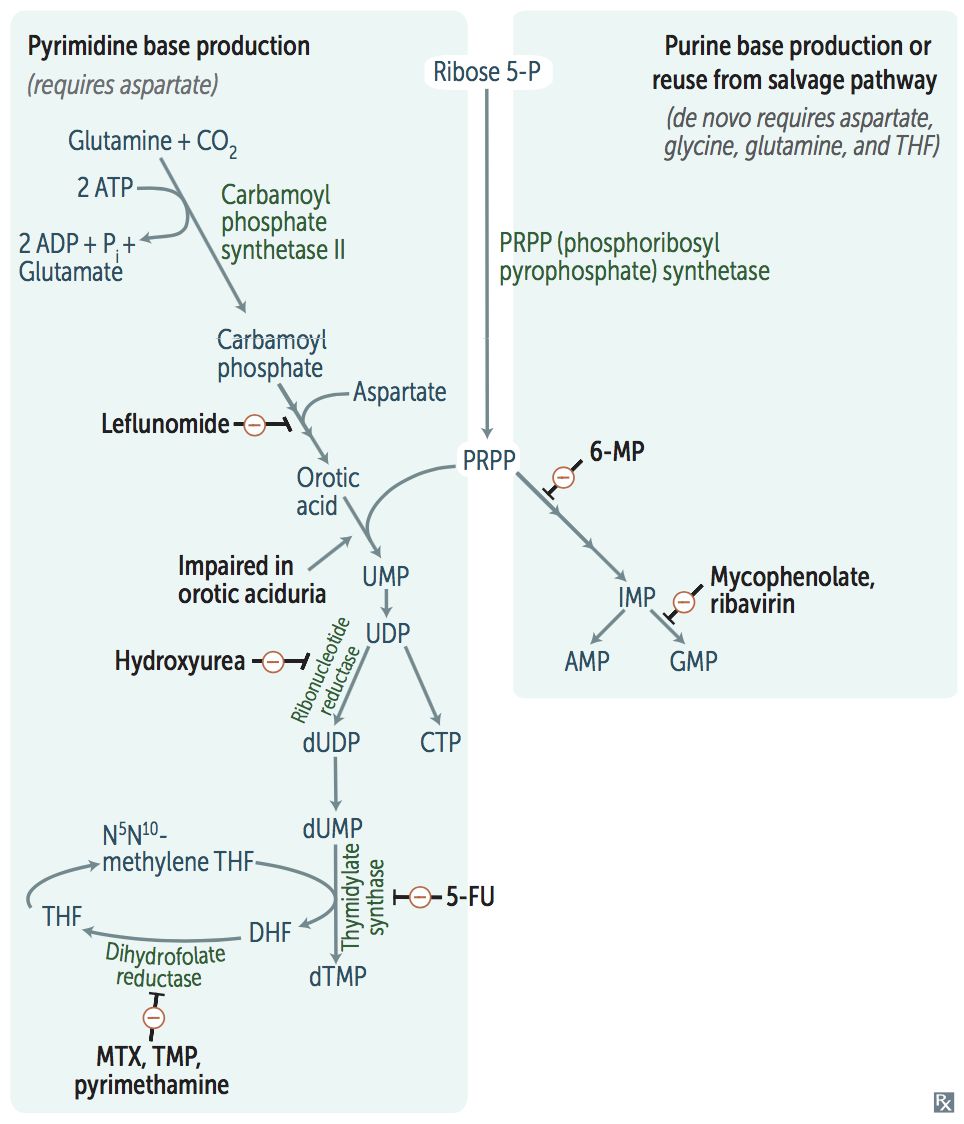 Pyrimidine base production
(requires aspartate)
Ribose 5-P
Purine base production or
reuse from salvage pathway
(de novo requires aspartate,
glycine, glutamine, and THF)
Glutamine + CO2
2 ATP
2 ADP + Pi +
Glutamate
Carbamoyl
phosphate
synthetase II
PRPP (phosphoribosyl
pyrophosphate) synthetase
Carbamoyl
phosphate
Aspartate
Leflunomide
Orotic
acid
PRPP
6-MP
Impaired in
orotic aciduria
UMP
IMP
Mycophenolate,
ribavirin
AMP
GMP
UDP
Hydroxyurea
Ribonucleotide
reductase
dUDP
CTP
dUMP
N5N10-
methylene THF
THF
DHF
Thymidylate
synthase
5-FU
Dihydrofolate
reductase
dTMP
MTX, TMP,
pyrimethamine
Rx